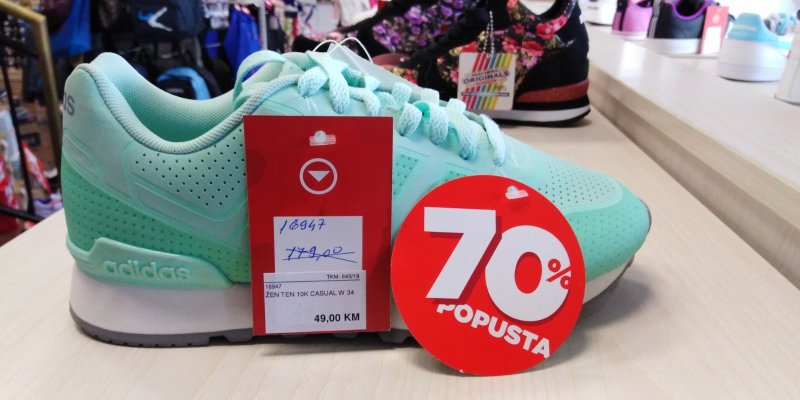 adidas
16947
179,00
TKM: 643/18
16947
ŽEN TEN 10K CASUAL W 34
49,00 KM
70%
POPUSTA
ORIGINALS